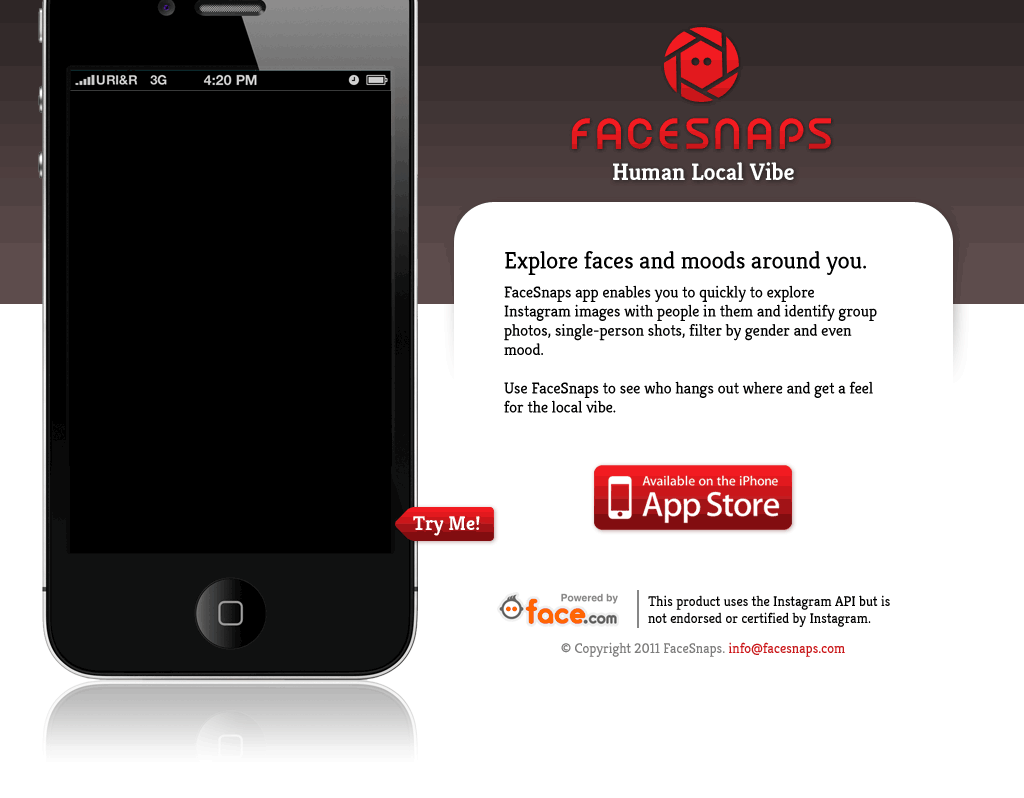 URI&R 3G 4:20 PM
FACESNAPS
Human Local Vibe
Explore faces and moods around you.
FaceSnaps app enables you to quickly to explore
Instagram images with people in them and identify group
photos, single-person shots, filter by gender and even
mood.
Use FaceSnaps to see who hangs out where and get a feel
for the local vibe.
Available on the iPhone
App Store
Try Me!
Powered by
face.com
This product uses the Instagram API but is
not endorsed or certified by Instagram.
© Copyright 2011 FaceSnaps. info@facesnaps.com